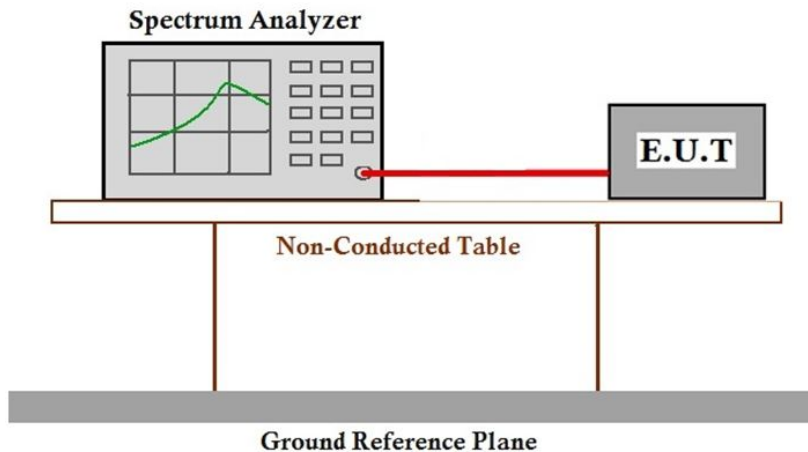 Spectrum Analyzer
E.U.T
Non-Conducted Table
Ground Reference Plane